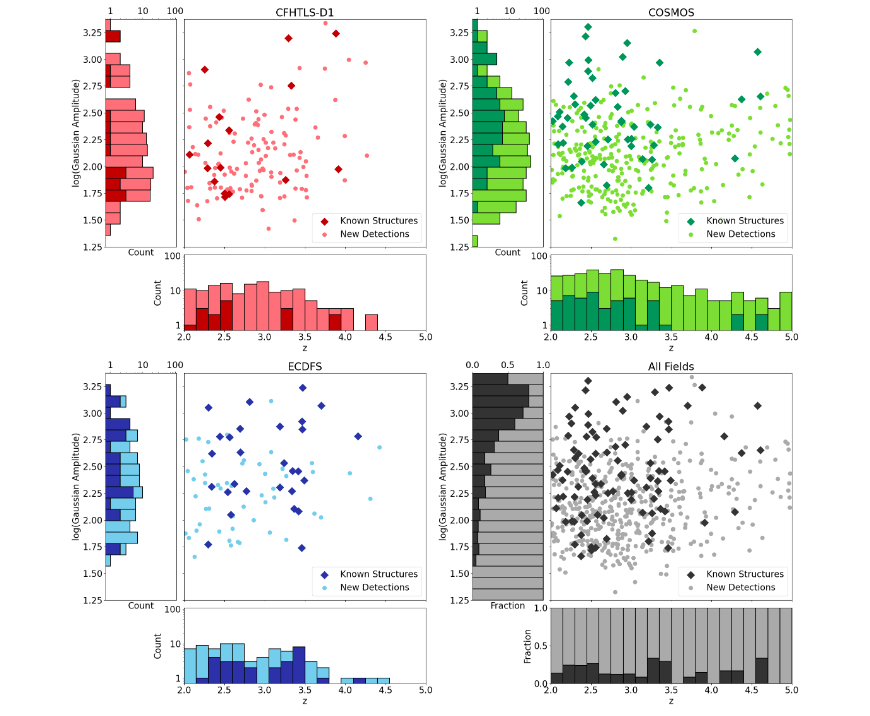 CFHTLS-D1
1 10 100
log(Gaussian Amplitude)
3.25
3.00
2.75
2.50
2.25
2.00
1.75
1.50
1.25
Count
Known Structures
New Detections
Count
100
10
1
2.0 2.5 3.0 3.5 4.0 4.5 5.0
z
COSMOS
1 10 100
log(Gaussian Amplitude)
3.25
3.00
2.75
2.50
2.25
2.00
1.75
1.50
1.25
Count
Known Structures
New Detections
Count
100
10
1
2.0 2.5 3.0 3.5 4.0 4.5 5.0
z
ECDFS
1 10 100
log(Gaussian Amplitude)
3.25
3.00
2.75
2.50
2.25
2.00
1.75
1.50
1.25
Count
Known Structures
New Detections
Count
100
10
1
2.0 2.5 3.0 3.5 4.0 4.5 5.0
z
All Fields
0.0 0.5 1.0
log(Gaussian Amplitude)
3.25
3.00
2.75
2.50
2.25
2.00
1.75
1.50
1.25
Fraction
Known Structures
New Detections
Fraction
1.0
0.5
0.0
2.0 2.5 3.0 3.5 4.0 4.5 5.0
z